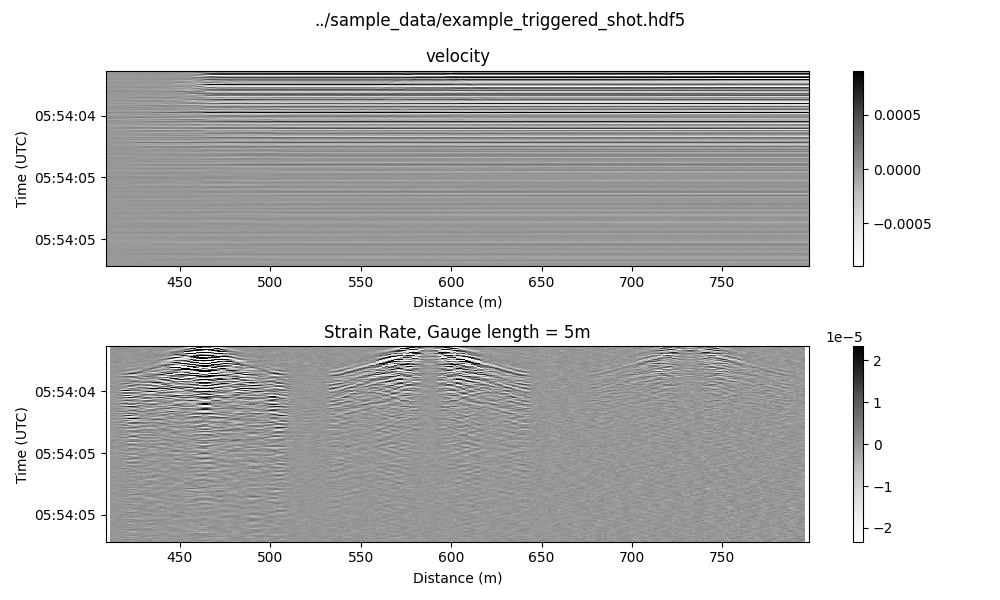 ../sample_data/example_triggered_shot.hdf5
velocity
Time (UTC)
05:54:04
05:54:05
05:54:05
450 500 550 600 650 700 750
Distance (m)
0.0005
0.0000
−0.0005
Strain Rate, Gauge length = 5m
Time (UTC)
05:54:04
05:54:05
05:54:05
450 500 550 600 650 700 750
Distance (m)
1e−5
2
1
0
−1
−2